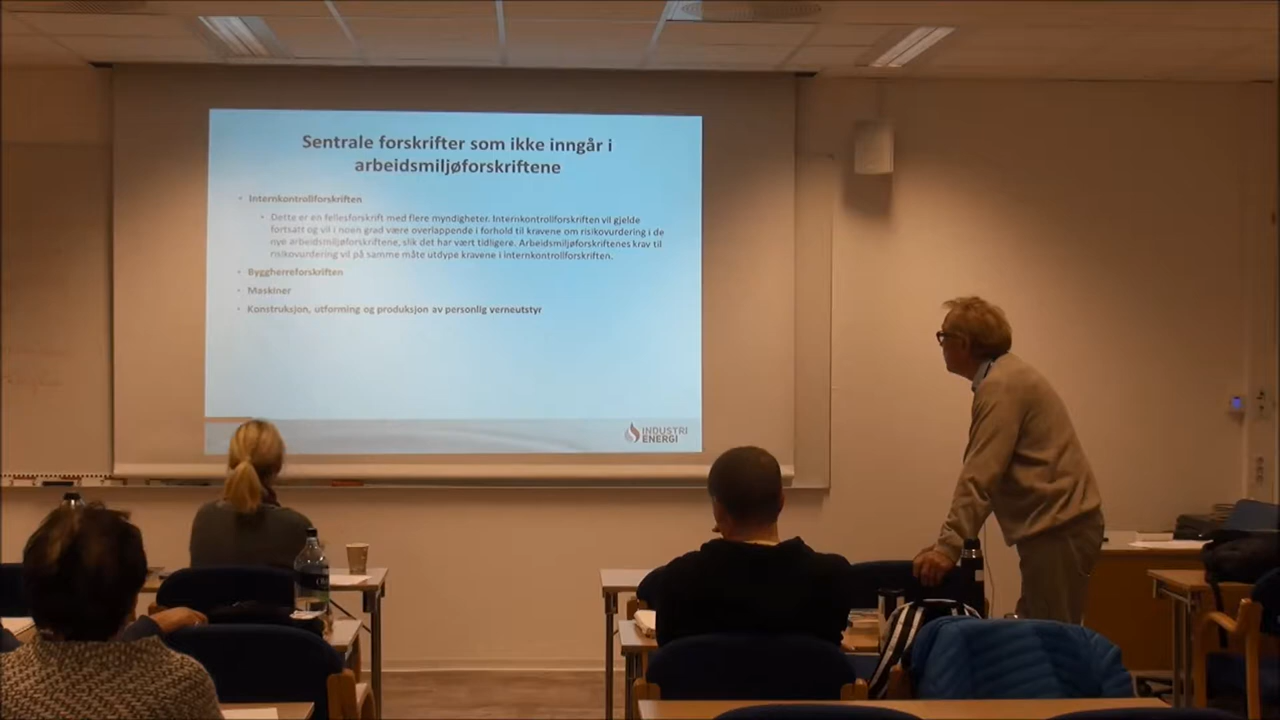 Sentrale forskrifter som ikke inngår i
arbeidsmiljøforskriftene
• Internkontrollforskriften
• Dette er en fellesforskrift med flere myndigheter. Internkontrollforskriften vil gjelde
fortsatt og vil i noen grad være overlappende i forhold til kravene om risikovurdering i de
nye arbeidsmiljøforskriftene, slik det har vært tidligere. Arbeidsmiljøforskriftenes krav til
risikovurdering vil på samme måte utdype kravene i internkontrollforskriften.
• Byggherreforskriften
• Maskiner
• Konstruksjon, utforming og produksjon av personlig verneutstyr
INDUSTRI
ENERGI